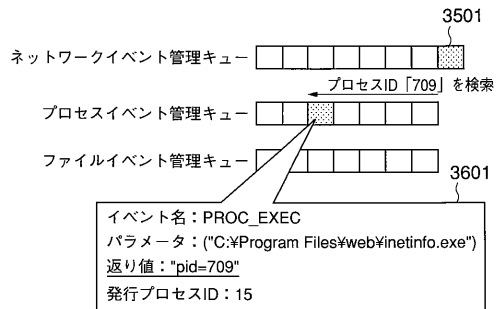 3501
ネットワークイベント管理キュー
プロセスID「709」を検索
プロセスイベント管理キュー
ファイルイベント管理キュー
3601
イベント名：PROC_EXEC
パラメータ：("C:¥Program Files¥web¥inetinfo.exe")
返り値："pid=709"
発行プロセスID：15